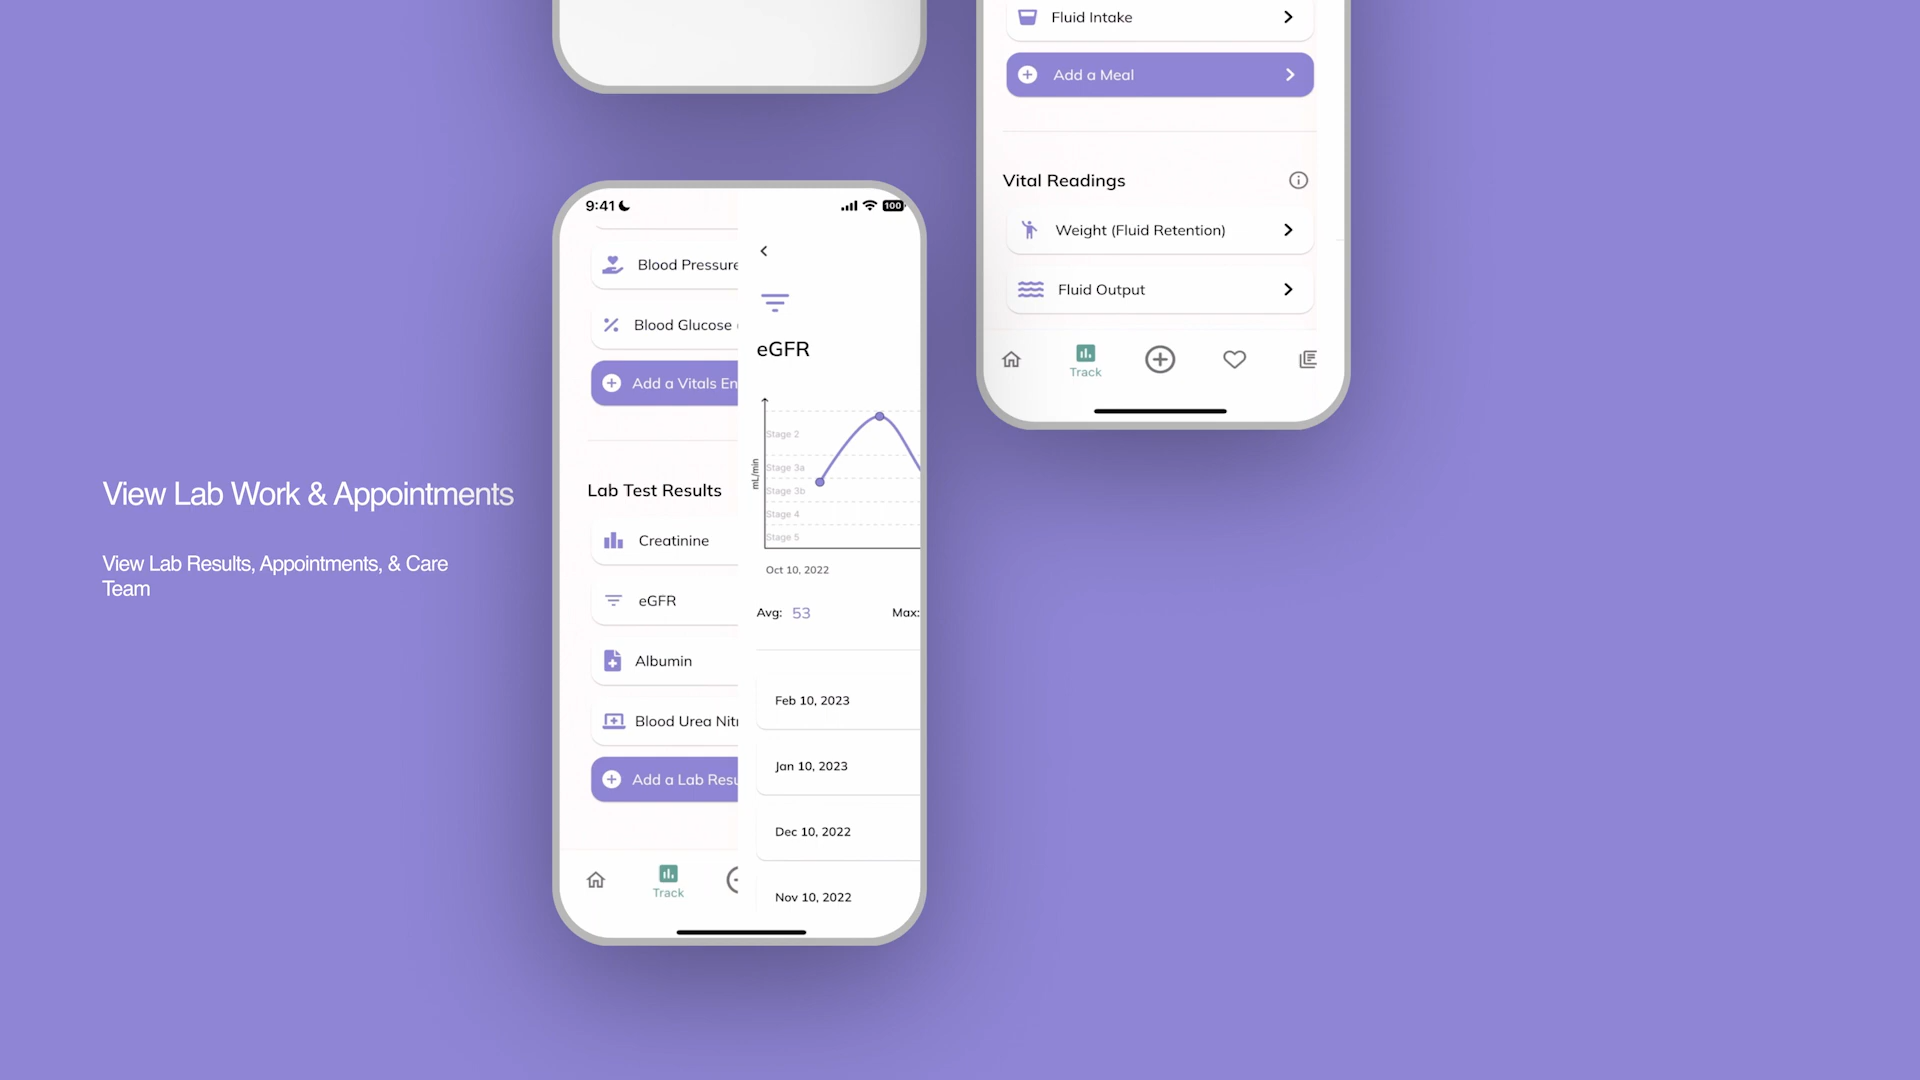 View Lab Work & Appointments
View Lab Results, Appointments, & Care
Team
9:41
100
Blood Pressure
Blood Glucose
Add a Vitals En
Lab Test Results
Creatinine
eGFR
Albumin
Blood Urea Nit
Add a Lab Resu
Track
eGFR
mL/min
Stage 2
Stage 3a
Stage 3b
Stage 4
Stage 5
Oct 10, 2022
Avg: 53
Max:
Feb 10, 2023
Jan 10, 2023
Dec 10, 2022
Nov 10, 2022
Fluid Intake
Add a Meal
Vital Readings
Weight (Fluid Retention)
Fluid Output
Track